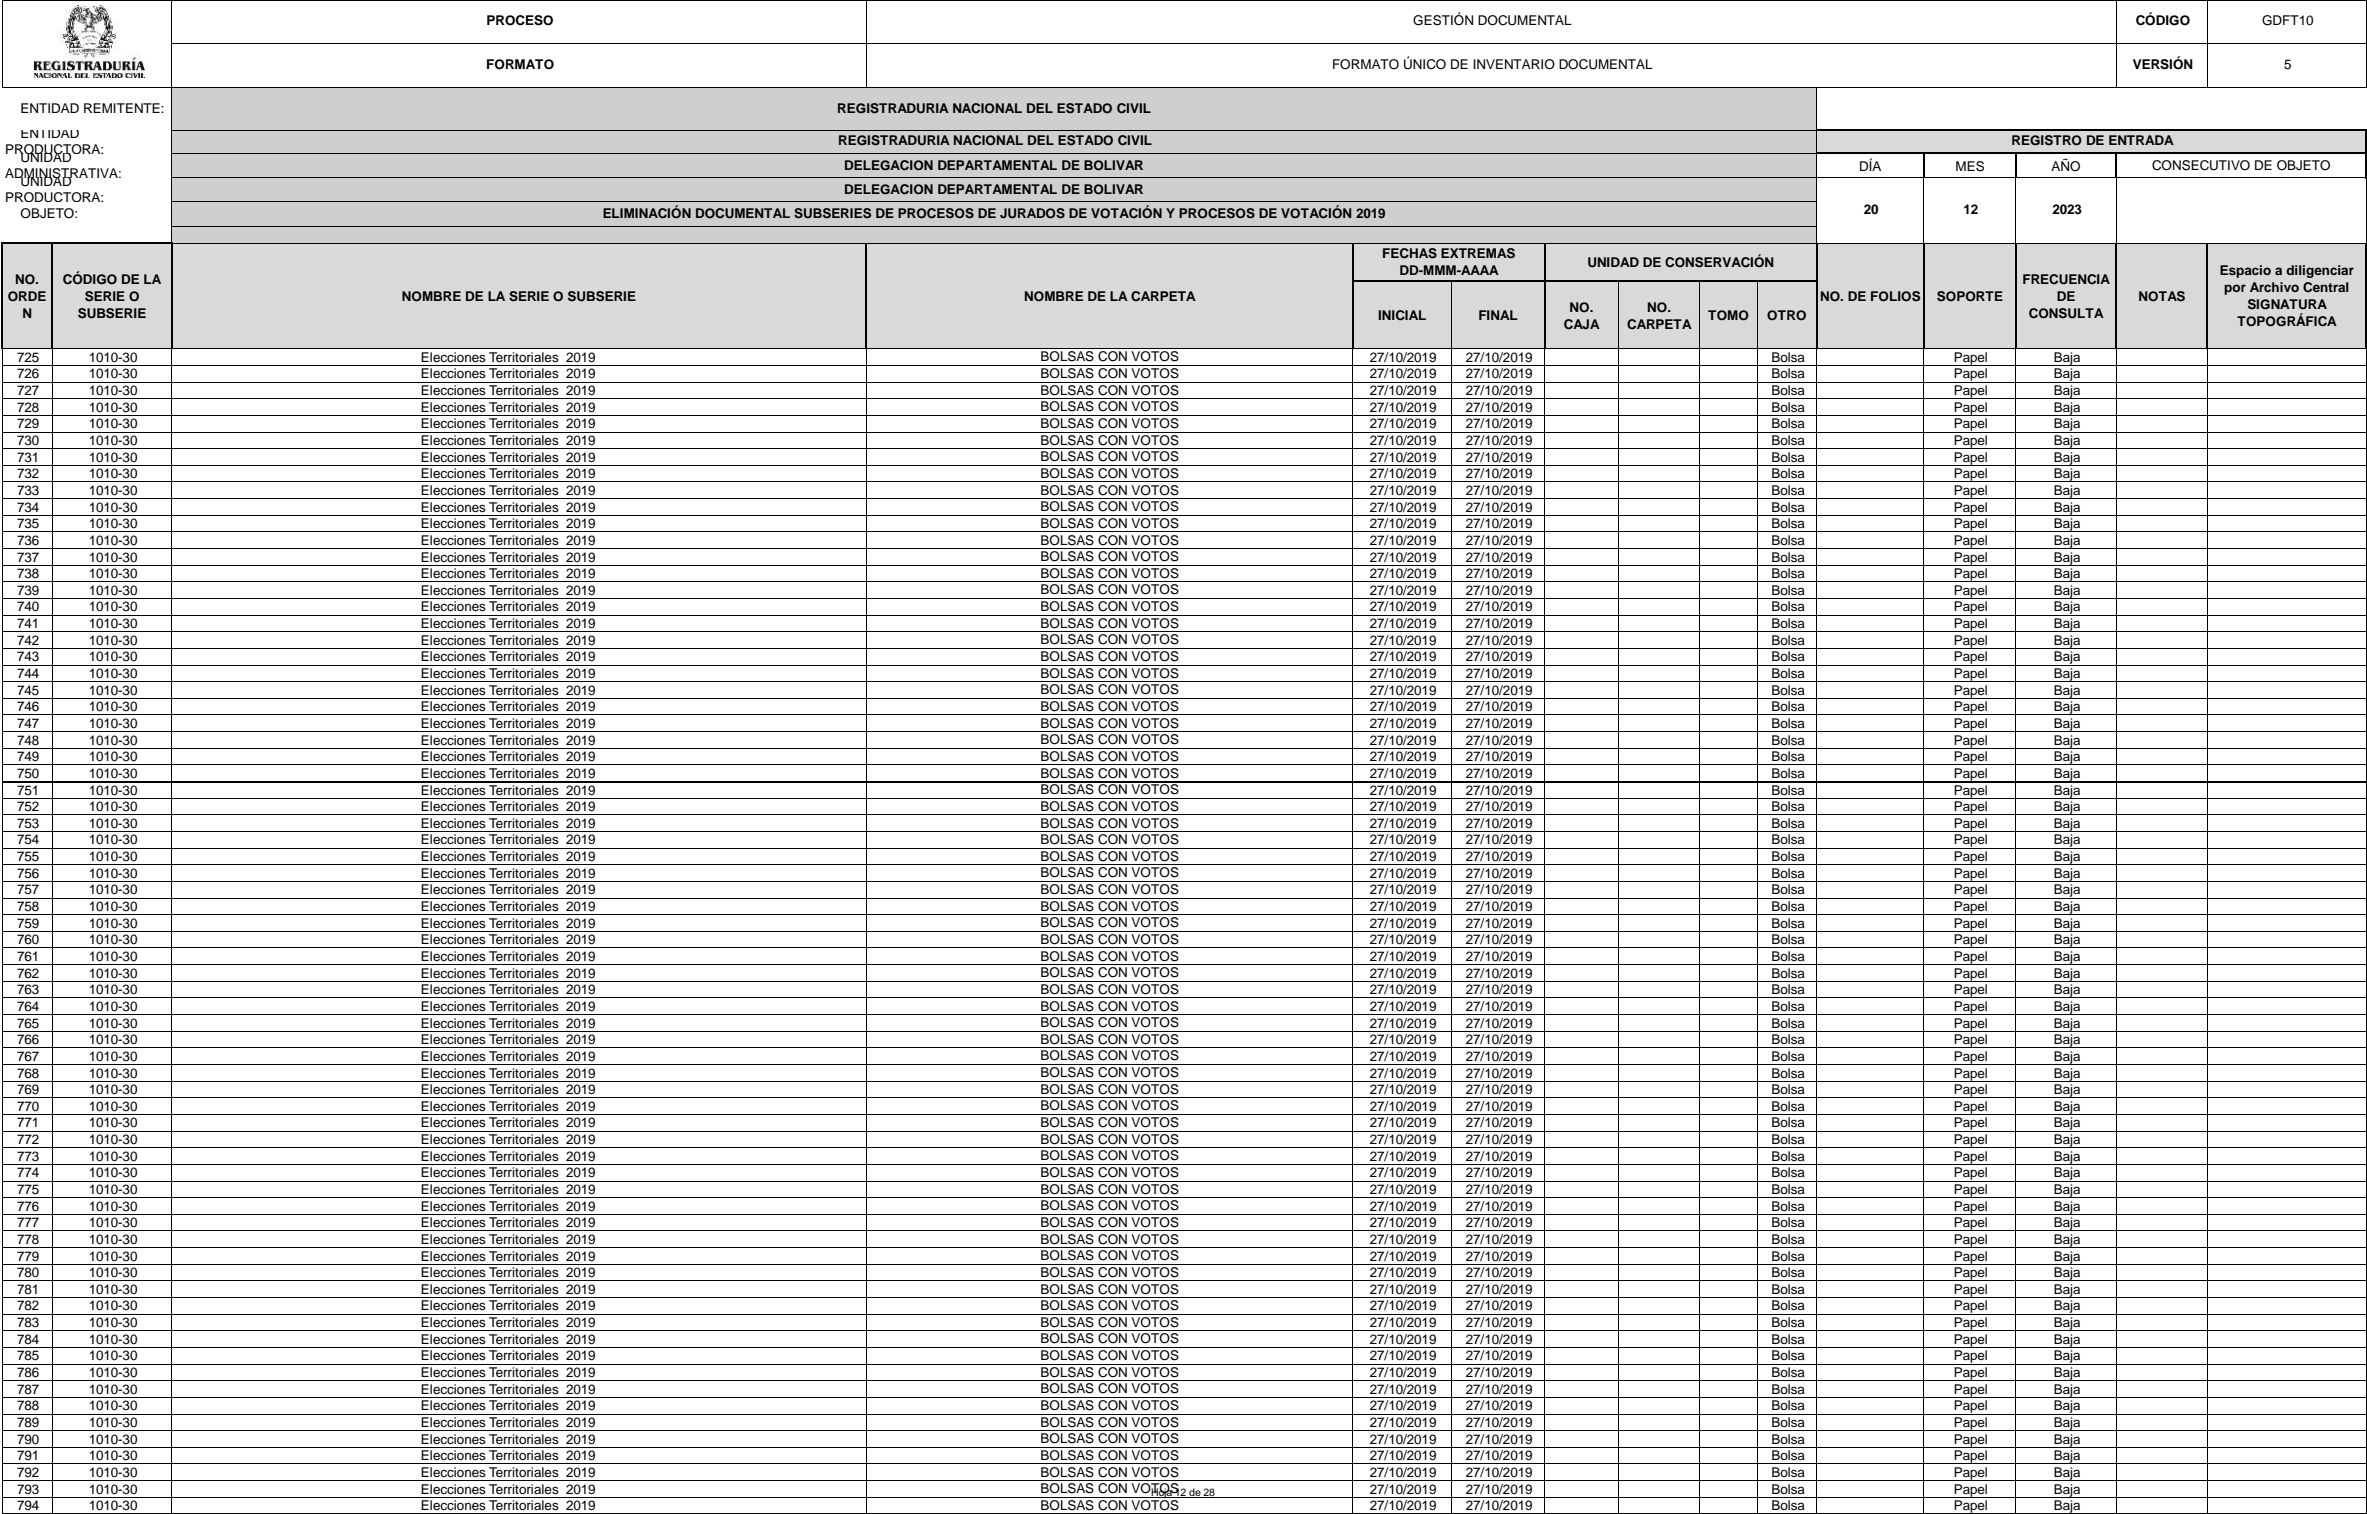 PROCESO GESTIÓN DOCUMENTAL CÓDIGO GDFT10
REGISTRADURÍA
NACIONAL DEL ESTADO CIVIL
FORMATO FORMATO ÚNICO DE INVENTARIO DOCUMENTAL VERSIÓN 5
ENTIDAD REMITENTE: REGISTRADURIA NACIONAL DEL ESTADO CIVIL
ENTIDAD PRODUCTORA: REGISTRADURIA NACIONAL DEL ESTADO CIVIL REGISTRO DE ENTRADA
UNIDAD ADMINISTRATIVA: DELEGACION DEPARTAMENTAL DE BOLIVAR DÍA MES AÑO CONSECUTIVO DE OBJETO
UNIDAD PRODUCTORA: DELEGACION DEPARTAMENTAL DE BOLIVAR 20 12 2023
OBJETO: ELIMINACIÓN DOCUMENTAL SUBSERIES DE PROCESOS DE JURADOS DE VOTACIÓN Y PROCESOS DE VOTACIÓN 2019
NO. ORDEN CÓDIGO DE LA SERIE O SUBSERIE NOMBRE DE LA SERIE O SUBSERIE NOMBRE DE LA CARPETA FECHAS EXTREMAS DD-MMM-AAAA INICIAL FINAL UNIDAD DE CONSERVACIÓN NO. CAJA NO. CARPETA TOMO OTRO NO. DE FOLIOS SOPORTE FRECUENCIA DE CONSULTA NOTAS Espacio a diligenciar por Archivo Central SIGNATURA TOPOGRÁFICA
725 1010-30 Elecciones Territoriales 2019 BOLSAS CON VOTOS 27/10/2019 27/10/2019 Bolsa Papel Baja
726 1010-30 Elecciones Territoriales 2019 BOLSAS CON VOTOS 27/10/2019 27/10/2019 Bolsa Papel Baja
727 1010-30 Elecciones Territoriales 2019 BOLSAS CON VOTOS 27/10/2019 27/10/2019 Bolsa Papel Baja
728 1010-30 Elecciones Territoriales 2019 BOLSAS CON VOTOS 27/10/2019 27/10/2019 Bolsa Papel Baja
729 1010-30 Elecciones Territoriales 2019 BOLSAS CON VOTOS 27/10/2019 27/10/2019 Bolsa Papel Baja
730 1010-30 Elecciones Territoriales 2019 BOLSAS CON VOTOS 27/10/2019 27/10/2019 Bolsa Papel Baja
731 1010-30 Elecciones Territoriales 2019 BOLSAS CON VOTOS 27/10/2019 27/10/2019 Bolsa Papel Baja
732 1010-30 Elecciones Territoriales 2019 BOLSAS CON VOTOS 27/10/2019 27/10/2019 Bolsa Papel Baja
733 1010-30 Elecciones Territoriales 2019 BOLSAS CON VOTOS 27/10/2019 27/10/2019 Bolsa Papel Baja
734 1010-30 Elecciones Territoriales 2019 BOLSAS CON VOTOS 27/10/2019 27/10/2019 Bolsa Papel Baja
735 1010-30 Elecciones Territoriales 2019 BOLSAS CON VOTOS 27/10/2019 27/10/2019 Bolsa Papel Baja
736 1010-30 Elecciones Territoriales 2019 BOLSAS CON VOTOS 27/10/2019 27/10/2019 Bolsa Papel Baja
737 1010-30 Elecciones Territoriales 2019 BOLSAS CON VOTOS 27/10/2019 27/10/2019 Bolsa Papel Baja
738 1010-30 Elecciones Territoriales 2019 BOLSAS CON VOTOS 27/10/2019 27/10/2019 Bolsa Papel Baja
739 1010-30 Elecciones Territoriales 2019 BOLSAS CON VOTOS 27/10/2019 27/10/2019 Bolsa Papel Baja
740 1010-30 Elecciones Territoriales 2019 BOLSAS CON VOTOS 27/10/2019 27/10/2019 Bolsa Papel Baja
741 1010-30 Elecciones Territoriales 2019 BOLSAS CON VOTOS 27/10/2019 27/10/2019 Bolsa Papel Baja
742 1010-30 Elecciones Territoriales 2019 BOLSAS CON VOTOS 27/10/2019 27/10/2019 Bolsa Papel Baja
743 1010-30 Elecciones Territoriales 2019 BOLSAS CON VOTOS 27/10/2019 27/10/2019 Bolsa Papel Baja
744 1010-30 Elecciones Territoriales 2019 BOLSAS CON VOTOS 27/10/2019 27/10/2019 Bolsa Papel Baja
745 1010-30 Elecciones Territoriales 2019 BOLSAS CON VOTOS 27/10/2019 27/10/2019 Bolsa Papel Baja
746 1010-30 Elecciones Territoriales 2019 BOLSAS CON VOTOS 27/10/2019 27/10/2019 Bolsa Papel Baja
747 1010-30 Elecciones Territoriales 2019 BOLSAS CON VOTOS 27/10/2019 27/10/2019 Bolsa Papel Baja
748 1010-30 Elecciones Territoriales 2019 BOLSAS CON VOTOS 27/10/2019 27/10/2019 Bolsa Papel Baja
749 1010-30 Elecciones Territoriales 2019 BOLSAS CON VOTOS 27/10/2019 27/10/2019 Bolsa Papel Baja
750 1010-30 Elecciones Territoriales 2019 BOLSAS CON VOTOS 27/10/2019 27/10/2019 Bolsa Papel Baja
751 1010-30 Elecciones Territoriales 2019 BOLSAS CON VOTOS 27/10/2019 27/10/2019 Bolsa Papel Baja
752 1010-30 Elecciones Territoriales 2019 BOLSAS CON VOTOS 27/10/2019 27/10/2019 Bolsa Papel Baja
753 1010-30 Elecciones Territoriales 2019 BOLSAS CON VOTOS 27/10/2019 27/10/2019 Bolsa Papel Baja
754 1010-30 Elecciones Territoriales 2019 BOLSAS CON VOTOS 27/10/2019 27/10/2019 Bolsa Papel Baja
755 1010-30 Elecciones Territoriales 2019 BOLSAS CON VOTOS 27/10/2019 27/10/2019 Bolsa Papel Baja
756 1010-30 Elecciones Territoriales 2019 BOLSAS CON VOTOS 27/10/2019 27/10/2019 Bolsa Papel Baja
757 1010-30 Elecciones Territoriales 2019 BOLSAS CON VOTOS 27/10/2019 27/10/2019 Bolsa Papel Baja
758 1010-30 Elecciones Territoriales 2019 BOLSAS CON VOTOS 27/10/2019 27/10/2019 Bolsa Papel Baja
759 1010-30 Elecciones Territoriales 2019 BOLSAS CON VOTOS 27/10/2019 27/10/2019 Bolsa Papel Baja
760 1010-30 Elecciones Territoriales 2019 BOLSAS CON VOTOS 27/10/2019 27/10/2019 Bolsa Papel Baja
761 1010-30 Elecciones Territoriales 2019 BOLSAS CON VOTOS 27/10/2019 27/10/2019 Bolsa Papel Baja
762 1010-30 Elecciones Territoriales 2019 BOLSAS CON VOTOS 27/10/2019 27/10/2019 Bolsa Papel Baja
763 1010-30 Elecciones Territoriales 2019 BOLSAS CON VOTOS 27/10/2019 27/10/2019 Bolsa Papel Baja
764 1010-30 Elecciones Territoriales 2019 BOLSAS CON VOTOS 27/10/2019 27/10/2019 Bolsa Papel Baja
765 1010-30 Elecciones Territoriales 2019 BOLSAS CON VOTOS 27/10/2019 27/10/2019 Bolsa Papel Baja
766 1010-30 Elecciones Territoriales 2019 BOLSAS CON VOTOS 27/10/2019 27/10/2019 Bolsa Papel Baja
767 1010-30 Elecciones Territoriales 2019 BOLSAS CON VOTOS 27/10/2019 27/10/2019 Bolsa Papel Baja
768 1010-30 Elecciones Territoriales 2019 BOLSAS CON VOTOS 27/10/2019 27/10/2019 Bolsa Papel Baja
769 1010-30 Elecciones Territoriales 2019 BOLSAS CON VOTOS 27/10/2019 27/10/2019 Bolsa Papel Baja
770 1010-30 Elecciones Territoriales 2019 BOLSAS CON VOTOS 27/10/2019 27/10/2019 Bolsa Papel Baja
771 1010-30 Elecciones Territoriales 2019 BOLSAS CON VOTOS 27/10/2019 27/10/2019 Bolsa Papel Baja
772 1010-30 Elecciones Territoriales 2019 BOLSAS CON VOTOS 27/10/2019 27/10/2019 Bolsa Papel Baja
773 1010-30 Elecciones Territoriales 2019 BOLSAS CON VOTOS 27/10/2019 27/10/2019 Bolsa Papel Baja
774 1010-30 Elecciones Territoriales 2019 BOLSAS CON VOTOS 27/10/2019 27/10/2019 Bolsa Papel Baja
775 1010-30 Elecciones Territoriales 2019 BOLSAS CON VOTOS 27/10/2019 27/10/2019 Bolsa Papel Baja
776 1010-30 Elecciones Territoriales 2019 BOLSAS CON VOTOS 27/10/2019 27/10/2019 Bolsa Papel Baja
777 1010-30 Elecciones Territoriales 2019 BOLSAS CON VOTOS 27/10/2019 27/10/2019 Bolsa Papel Baja
778 1010-30 Elecciones Territoriales 2019 BOLSAS CON VOTOS 27/10/2019 27/10/2019 Bolsa Papel Baja
779 1010-30 Elecciones Territoriales 2019 BOLSAS CON VOTOS 27/10/2019 27/10/2019 Bolsa Papel Baja
780 1010-30 Elecciones Territoriales 2019 BOLSAS CON VOTOS 27/10/2019 27/10/2019 Bolsa Papel Baja
781 1010-30 Elecciones Territoriales 2019 BOLSAS CON VOTOS 27/10/2019 27/10/2019 Bolsa Papel Baja
782 1010-30 Elecciones Territoriales 2019 BOLSAS CON VOTOS 27/10/2019 27/10/2019 Bolsa Papel Baja
783 1010-30 Elecciones Territoriales 2019 BOLSAS CON VOTOS 27/10/2019 27/10/2019 Bolsa Papel Baja
784 1010-30 Elecciones Territoriales 2019 BOLSAS CON VOTOS 27/10/2019 27/10/2019 Bolsa Papel Baja
785 1010-30 Elecciones Territoriales 2019 BOLSAS CON VOTOS 27/10/2019 27/10/2019 Bolsa Papel Baja
786 1010-30 Elecciones Territoriales 2019 BOLSAS CON VOTOS 27/10/2019 27/10/2019 Bolsa Papel Baja
787 1010-30 Elecciones Territoriales 2019 BOLSAS CON VOTOS 27/10/2019 27/10/2019 Bolsa Papel Baja
788 1010-30 Elecciones Territoriales 2019 BOLSAS CON VOTOS 27/10/2019 27/10/2019 Bolsa Papel Baja
789 1010-30 Elecciones Territoriales 2019 BOLSAS CON VOTOS 27/10/2019 27/10/2019 Bolsa Papel Baja
790 1010-30 Elecciones Territoriales 2019 BOLSAS CON VOTOS 27/10/2019 27/10/2019 Bolsa Papel Baja
791 1010-30 Elecciones Territoriales 2019 BOLSAS CON VOTOS 27/10/2019 27/10/2019 Bolsa Papel Baja
792 1010-30 Elecciones Territoriales 2019 BOLSAS CON VOTOS 27/10/2019 27/10/2019 Bolsa Papel Baja
793 1010-30 Elecciones Territoriales 2019 BOLSAS CON VOTOS 27/10/2019 27/10/2019 Bolsa Papel Baja
Hoja 12 de 28
794 1010-30 Elecciones Territoriales 2019 BOLSAS CON VOTOS 27/10/2019 27/10/2019 Bolsa Papel Baja